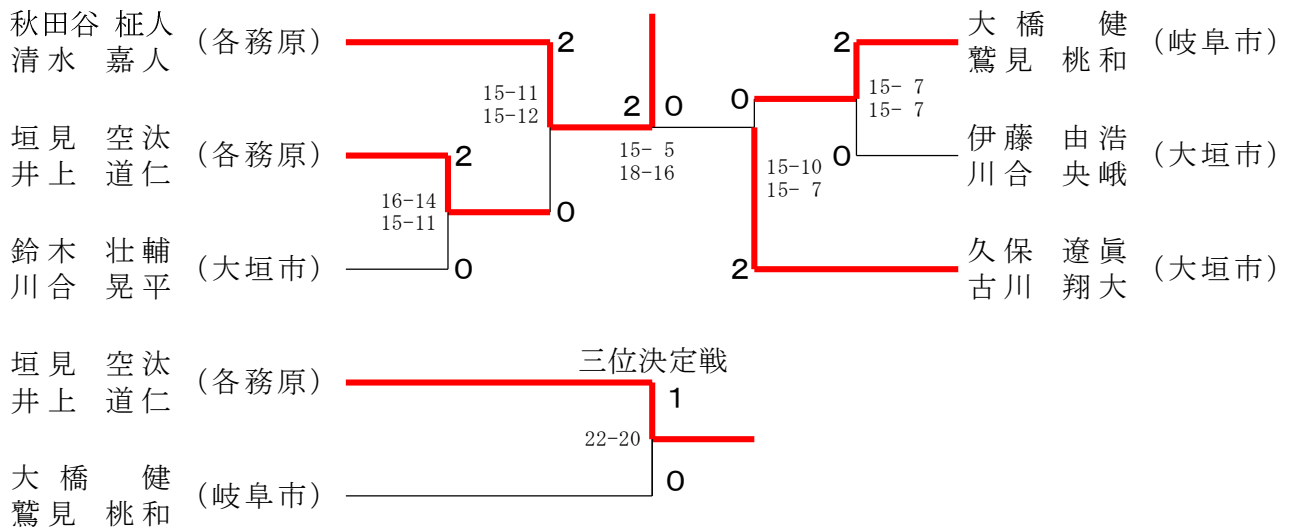 秋田谷 柾人
清水 嘉人
(各務原)
2
15-11
15-12
垣見 空汰
井上 道仁
(各務原)
2
16-14
15-11
0
鈴木 壮輔
川合 晃平
(大垣市)
0
2 0
15- 5
18-16
大橋 健
鷲見 桃和
(岐阜市)
2
15- 7
15- 7
0
伊藤 由浩
川合 央峨
(大垣市)
0
15-10
15- 7
久保 遼眞
古川 翔大
(大垣市)
2
三位決定戦
垣見 空汰
井上 道仁
(各務原)
1
22-20
大橋 健
鷲見 桃和
(岐阜市)
0